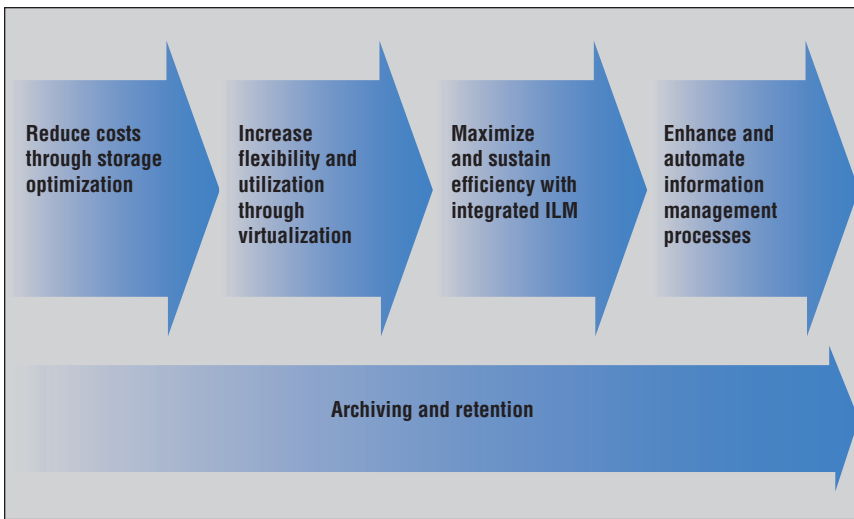 Reduce costs
through storage
optimization
Increase
flexibility and
utilization
through
virtualization
Maximize
and sustain
efficiency with
integrated ILM
Enhance and
automate
information
management
processes
Archiving and retention